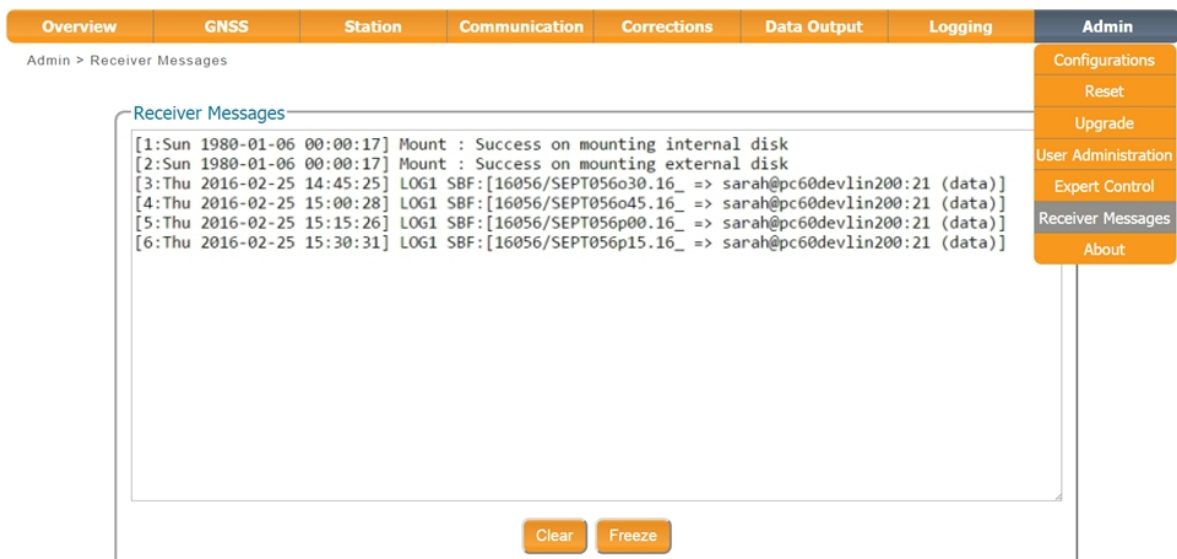 Overview GNSS Station Communication Corrections Data Output Logging Admin
Admin > Receiver Messages
Configurations
Reset
Upgrade
User Administration
Expert Control
Receiver Messages
About
Receiver Messages
[1:Sun 1980-01-06 00:00:17] Mount : Success on mounting internal disk
[2:Sun 1980-01-06 00:00:17] Mount : Success on mounting external disk
[3:Thu 2016-02-25 14:45:25] LOG1 SBF:[16056/SEPT056o30.16_ => sarah@pc60devlin200:21 (data)]
[4:Thu 2016-02-25 15:00:28] LOG1 SBF:[16056/SEPT056o45.16_ => sarah@pc60devlin200:21 (data)]
[5:Thu 2016-02-25 15:15:26] LOG1 SBF:[16056/SEPT056p00.16_ => sarah@pc60devlin200:21 (data)]
[6:Thu 2016-02-25 15:30:31] LOG1 SBF:[16056/SEPT056p15.16_ => sarah@pc60devlin200:21 (data)]
Clear Freeze